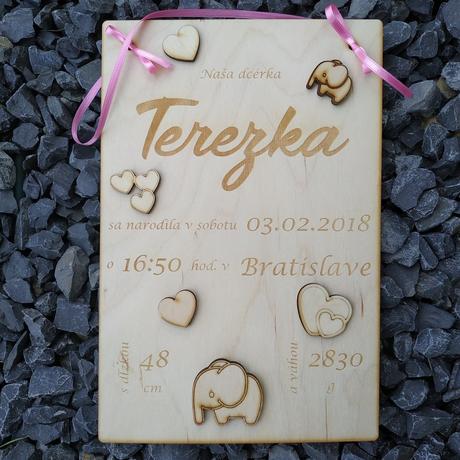 Naša dcérka
Terezka
sa narodila v sobotu 03.02.2018
o 16:50 hod. v Bratislave
s dĺžkou 48 cm
a váhou 2830 g